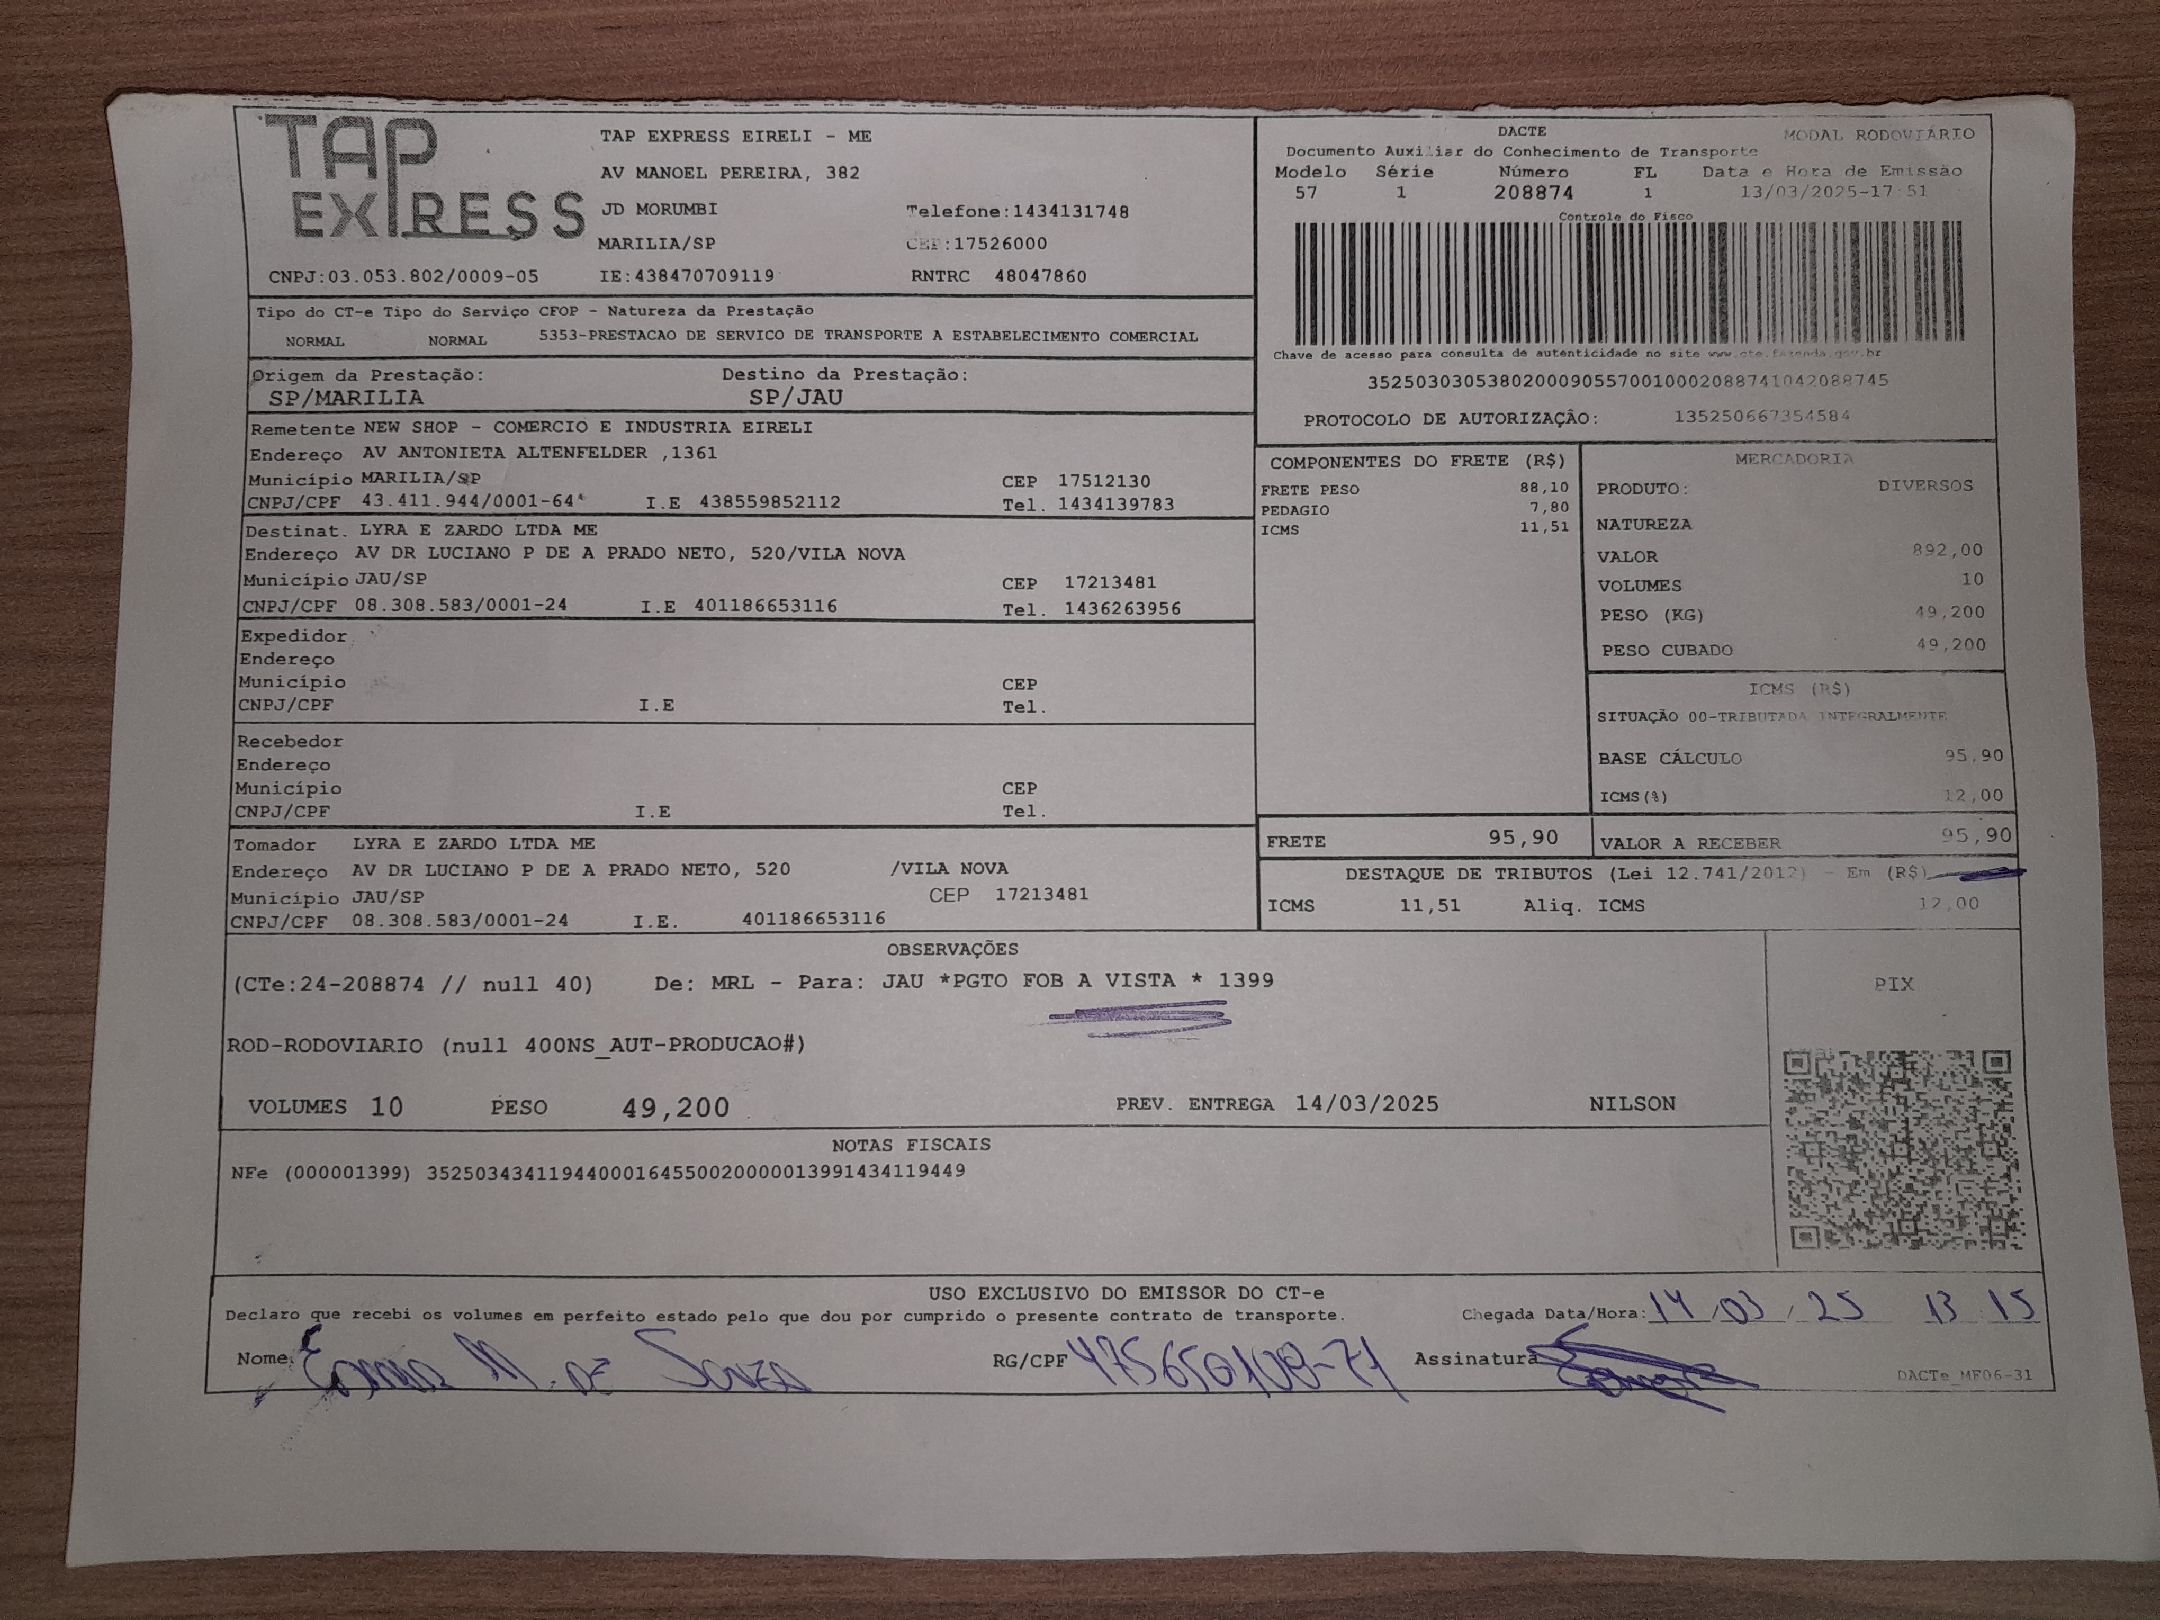 TAP EXPRESS
TAP EXPRESS EIRELI - ME
AV MANOEL PEREIRA, 382
JD MORUMBI Telefone:1434131748
MARILIA/SP CEP:17526000
CNPJ:03.053.802/0009-05 IE:438470709119 RNTRC 48047860
DACTE MODAL RODOVIÁRIO
Documento Auxiliar do Conhecimento de Transporte
Modelo Série Número FL Data e Hora de Emissão
57 1 208874 1 13/03/2025-17:51
Controle do Fisco
Chave de acesso para consulta de autenticidade no site www.cte.fazenda.gov.br
35250303053802000905570010002088741042088745
PROTOCOLO DE AUTORIZAÇÃO: 135250667354584
Tipo do CT-e Tipo do Serviço CFOP - Natureza da Prestação
NORMAL NORMAL 5353-PRESTACAO DE SERVICO DE TRANSPORTE A ESTABELECIMENTO COMERCIAL
Origem da Prestação: Destino da Prestação:
SP/MARILIA SP/JAU
Remetente NEW SHOP - COMERCIO E INDUSTRIA EIRELI
Endereço AV ANTONIETA ALTENFELDER ,1361
Município MARILIA/SP CEP 17512130
CNPJ/CPF 43.411.944/0001-64 I.E 438559852112 Tel. 1434139783
Destinat. LYRA E ZARDO LTDA ME
Endereço AV DR LUCIANO P DE A PRADO NETO, 520/VILA NOVA
Município JAU/SP CEP 17213481
CNPJ/CPF 08.308.583/0001-24 I.E 401186653116 Tel. 1436263956
Expedidor
Endereço
Município CEP
CNPJ/CPF I.E Tel.
Recebedor
Endereço
Município CEP
CNPJ/CPF I.E Tel.
Tomador LYRA E ZARDO LTDA ME
Endereço AV DR LUCIANO P DE A PRADO NETO, 520 /VILA NOVA
Município JAU/SP CEP 17213481
CNPJ/CPF 08.308.583/0001-24 I.E. 401186653116
COMPONENTES DO FRETE (R$)
FRETE PESO 88,10
PEDAGIO 7,80
ICMS 11,51
MERCADORIA
PRODUTO: DIVERSOS
NATUREZA
VALOR 892,00
VOLUMES 10
PESO (KG) 49,200
PESO CUBADO 49,200
ICMS (R$)
SITUAÇÃO 00-TRIBUTADA INTEGRALMENTE
BASE CÁLCULO 95,90
ICMS(%) 12,00
FRETE 95,90 VALOR A RECEBER 95,90
DESTAQUE DE TRIBUTOS (Lei 12.741/2012) - Em (R$)
ICMS 11,51 Aliq. ICMS 12,00
OBSERVAÇÕES
(CTe:24-208874 // null 40) De: MRL - Para: JAU *PGTO FOB A VISTA * 1399
ROD-RODOVIARIO (null 400NS_AUT-PRODUCAO#)
VOLUMES 10 PESO 49,200 PREV. ENTREGA 14/03/2025 NILSON
PIX
NOTAS FISCAIS
NFe (000001399) 35250343411944000164550020000013991434119449
USO EXCLUSIVO DO EMISSOR DO CT-e
Declaro que recebi os volumes em perfeito estado pelo que dou por cumprido o presente contrato de transporte. Chegada Data/Hora: 14/03/25 13 15
Nome: M. DE SOUZA RG/CPF Assinatura
DACTe_MF06-31